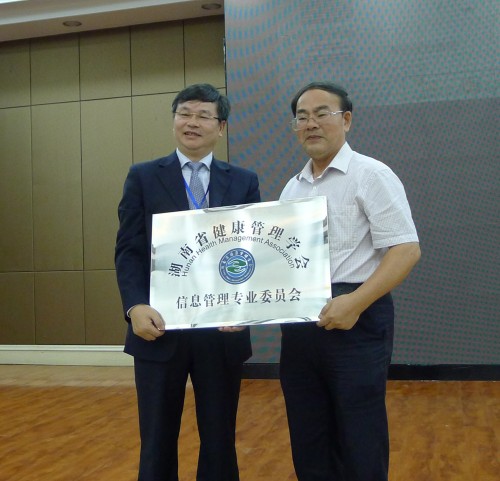 湖南省健康管理学会
Hunan Health Management Association
信息管理专业委员会